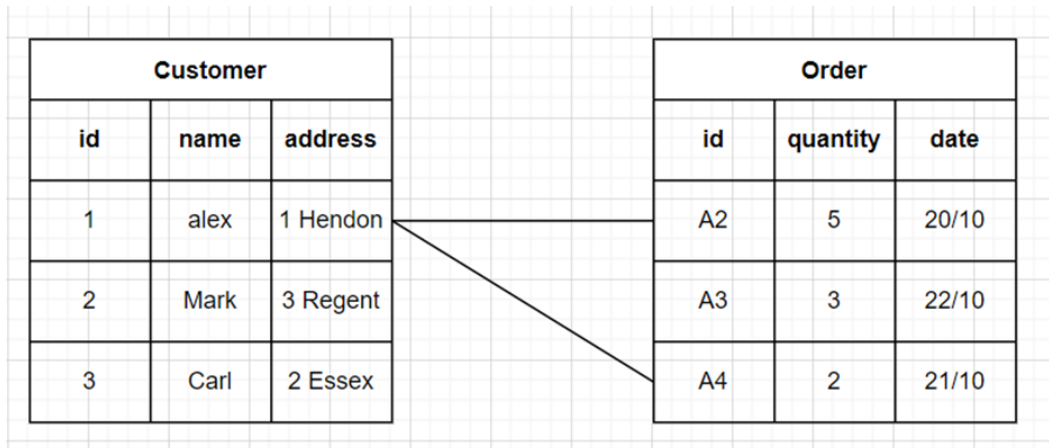 Customer
id name address
1 alex 1 Hendon
2 Mark 3 Regent
3 Carl 2 Essex
Order
id quantity date
A2 5 20/10
A3 3 22/10
A4 2 21/10